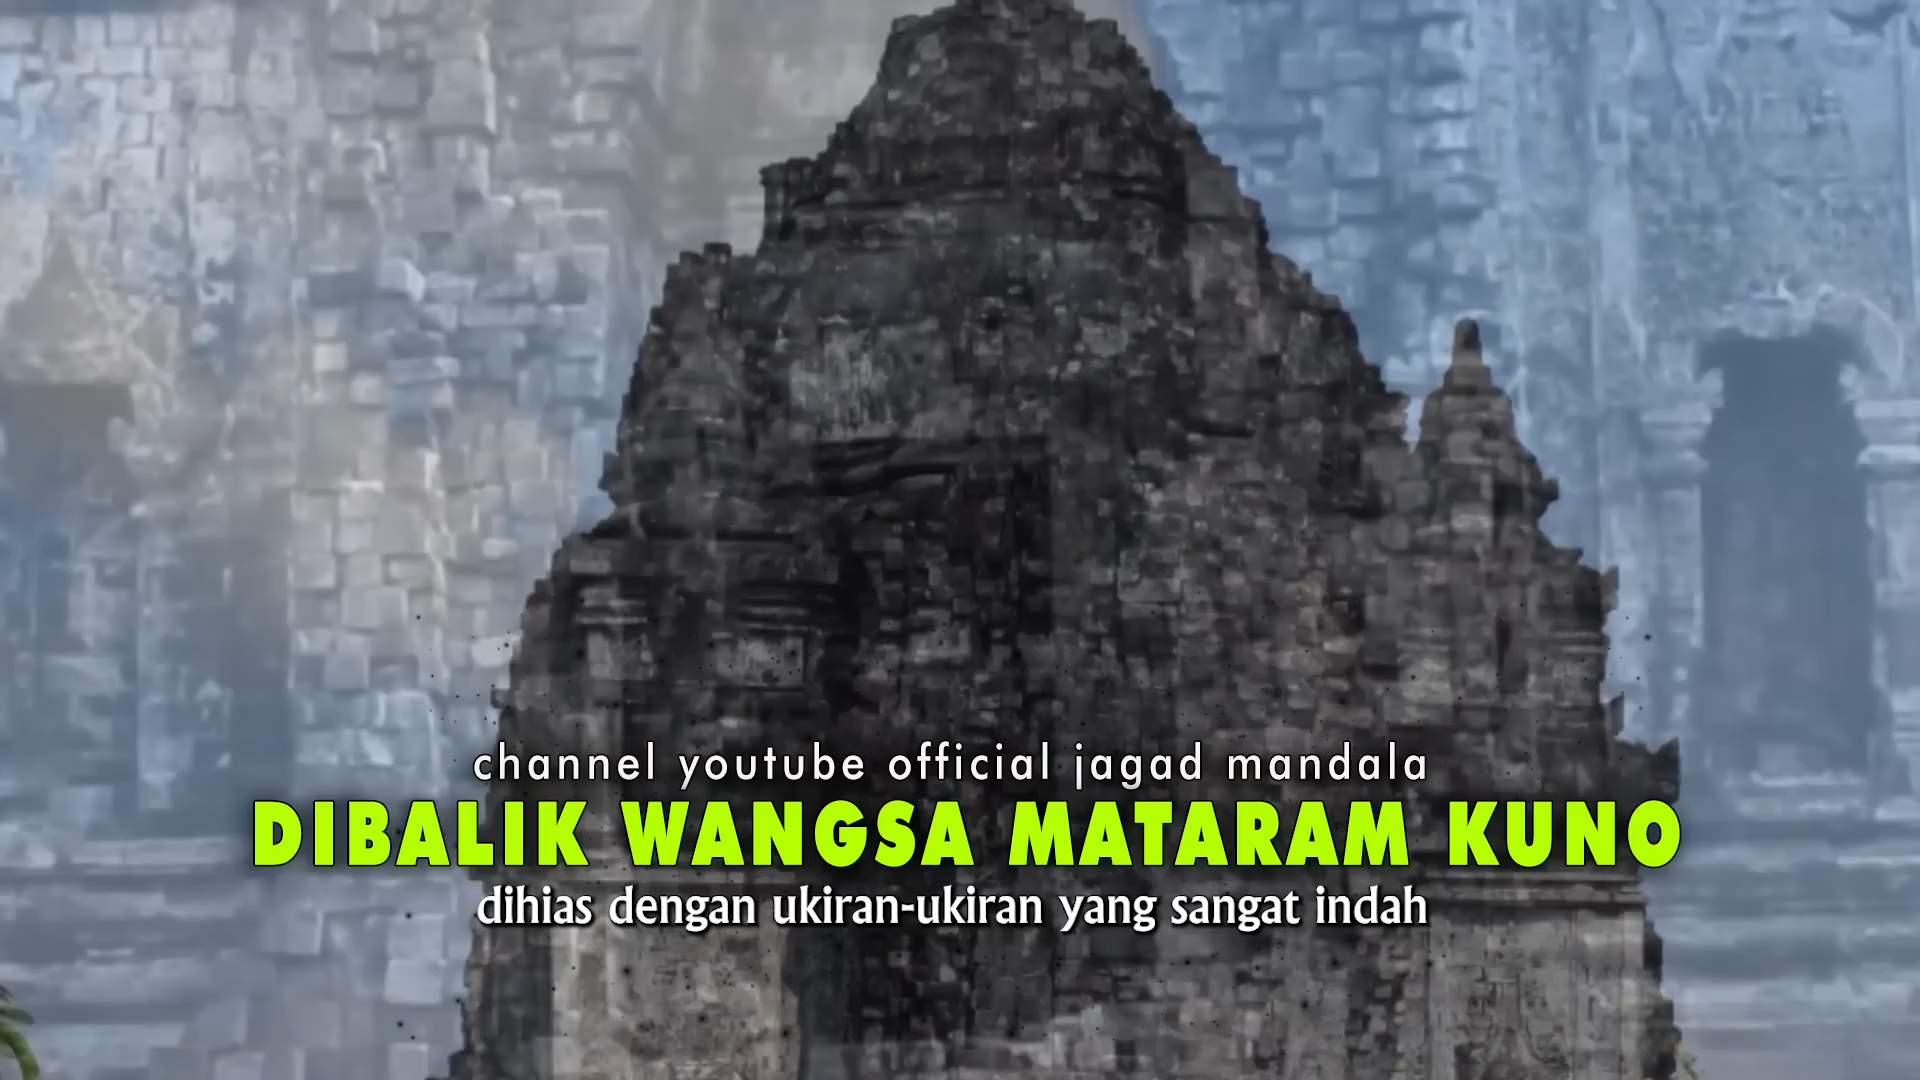 channel youtube official jagad mandala
DIBALIK WANGSA MATARAM KUNO
dihias dengan ukiran-ukiran yang sangat indah